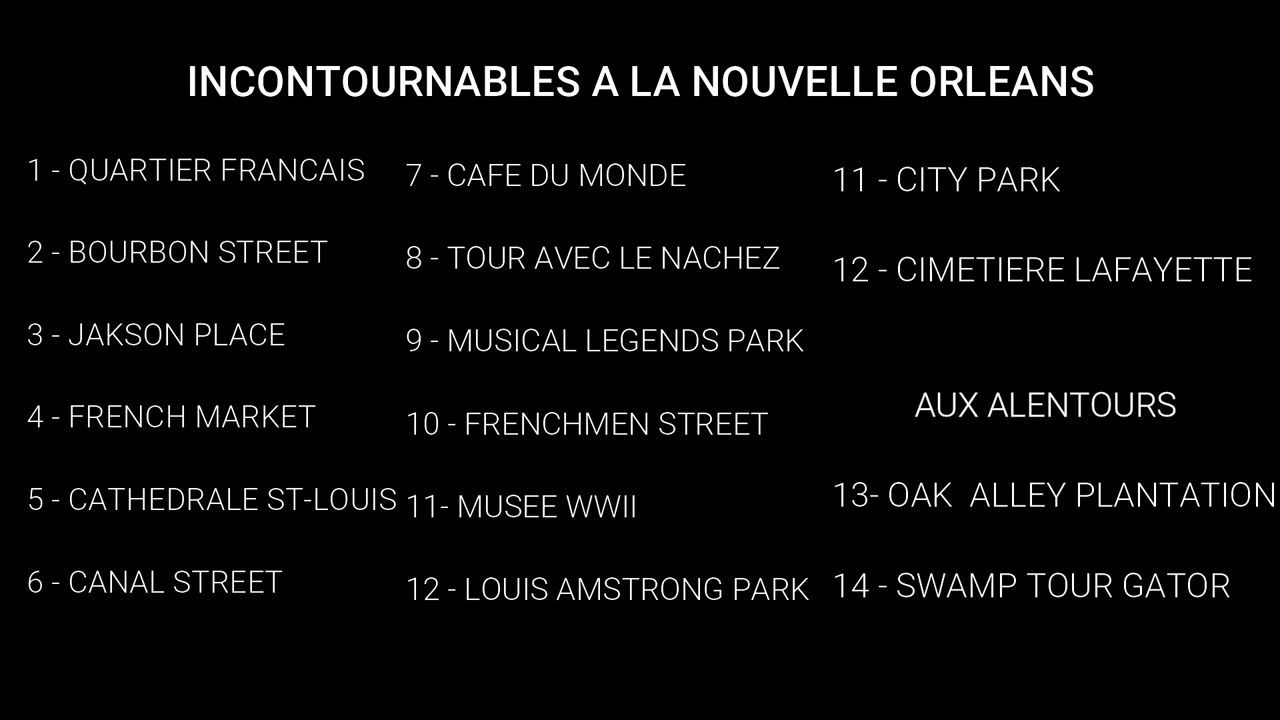 INCONTOURNABLES A LA NOUVELLE ORLEANS
1 - QUARTIER FRANCAIS
2 - BOURBON STREET
3 - JAKSON PLACE
4 - FRENCH MARKET
5 - CATHEDRALE ST-LOUIS
6 - CANAL STREET
7 - CAFE DU MONDE
8 - TOUR AVEC LE NACHEZ
9 - MUSICAL LEGENDS PARK
10 - FRENCHMEN STREET
11- MUSEE WWII
12 - LOUIS AMSTRONG PARK
11 - CITY PARK
12 - CIMETIERE LAFAYETTE
AUX ALENTOURS
13- OAK  ALLEY PLANTATION
14 - SWAMP TOUR GATOR